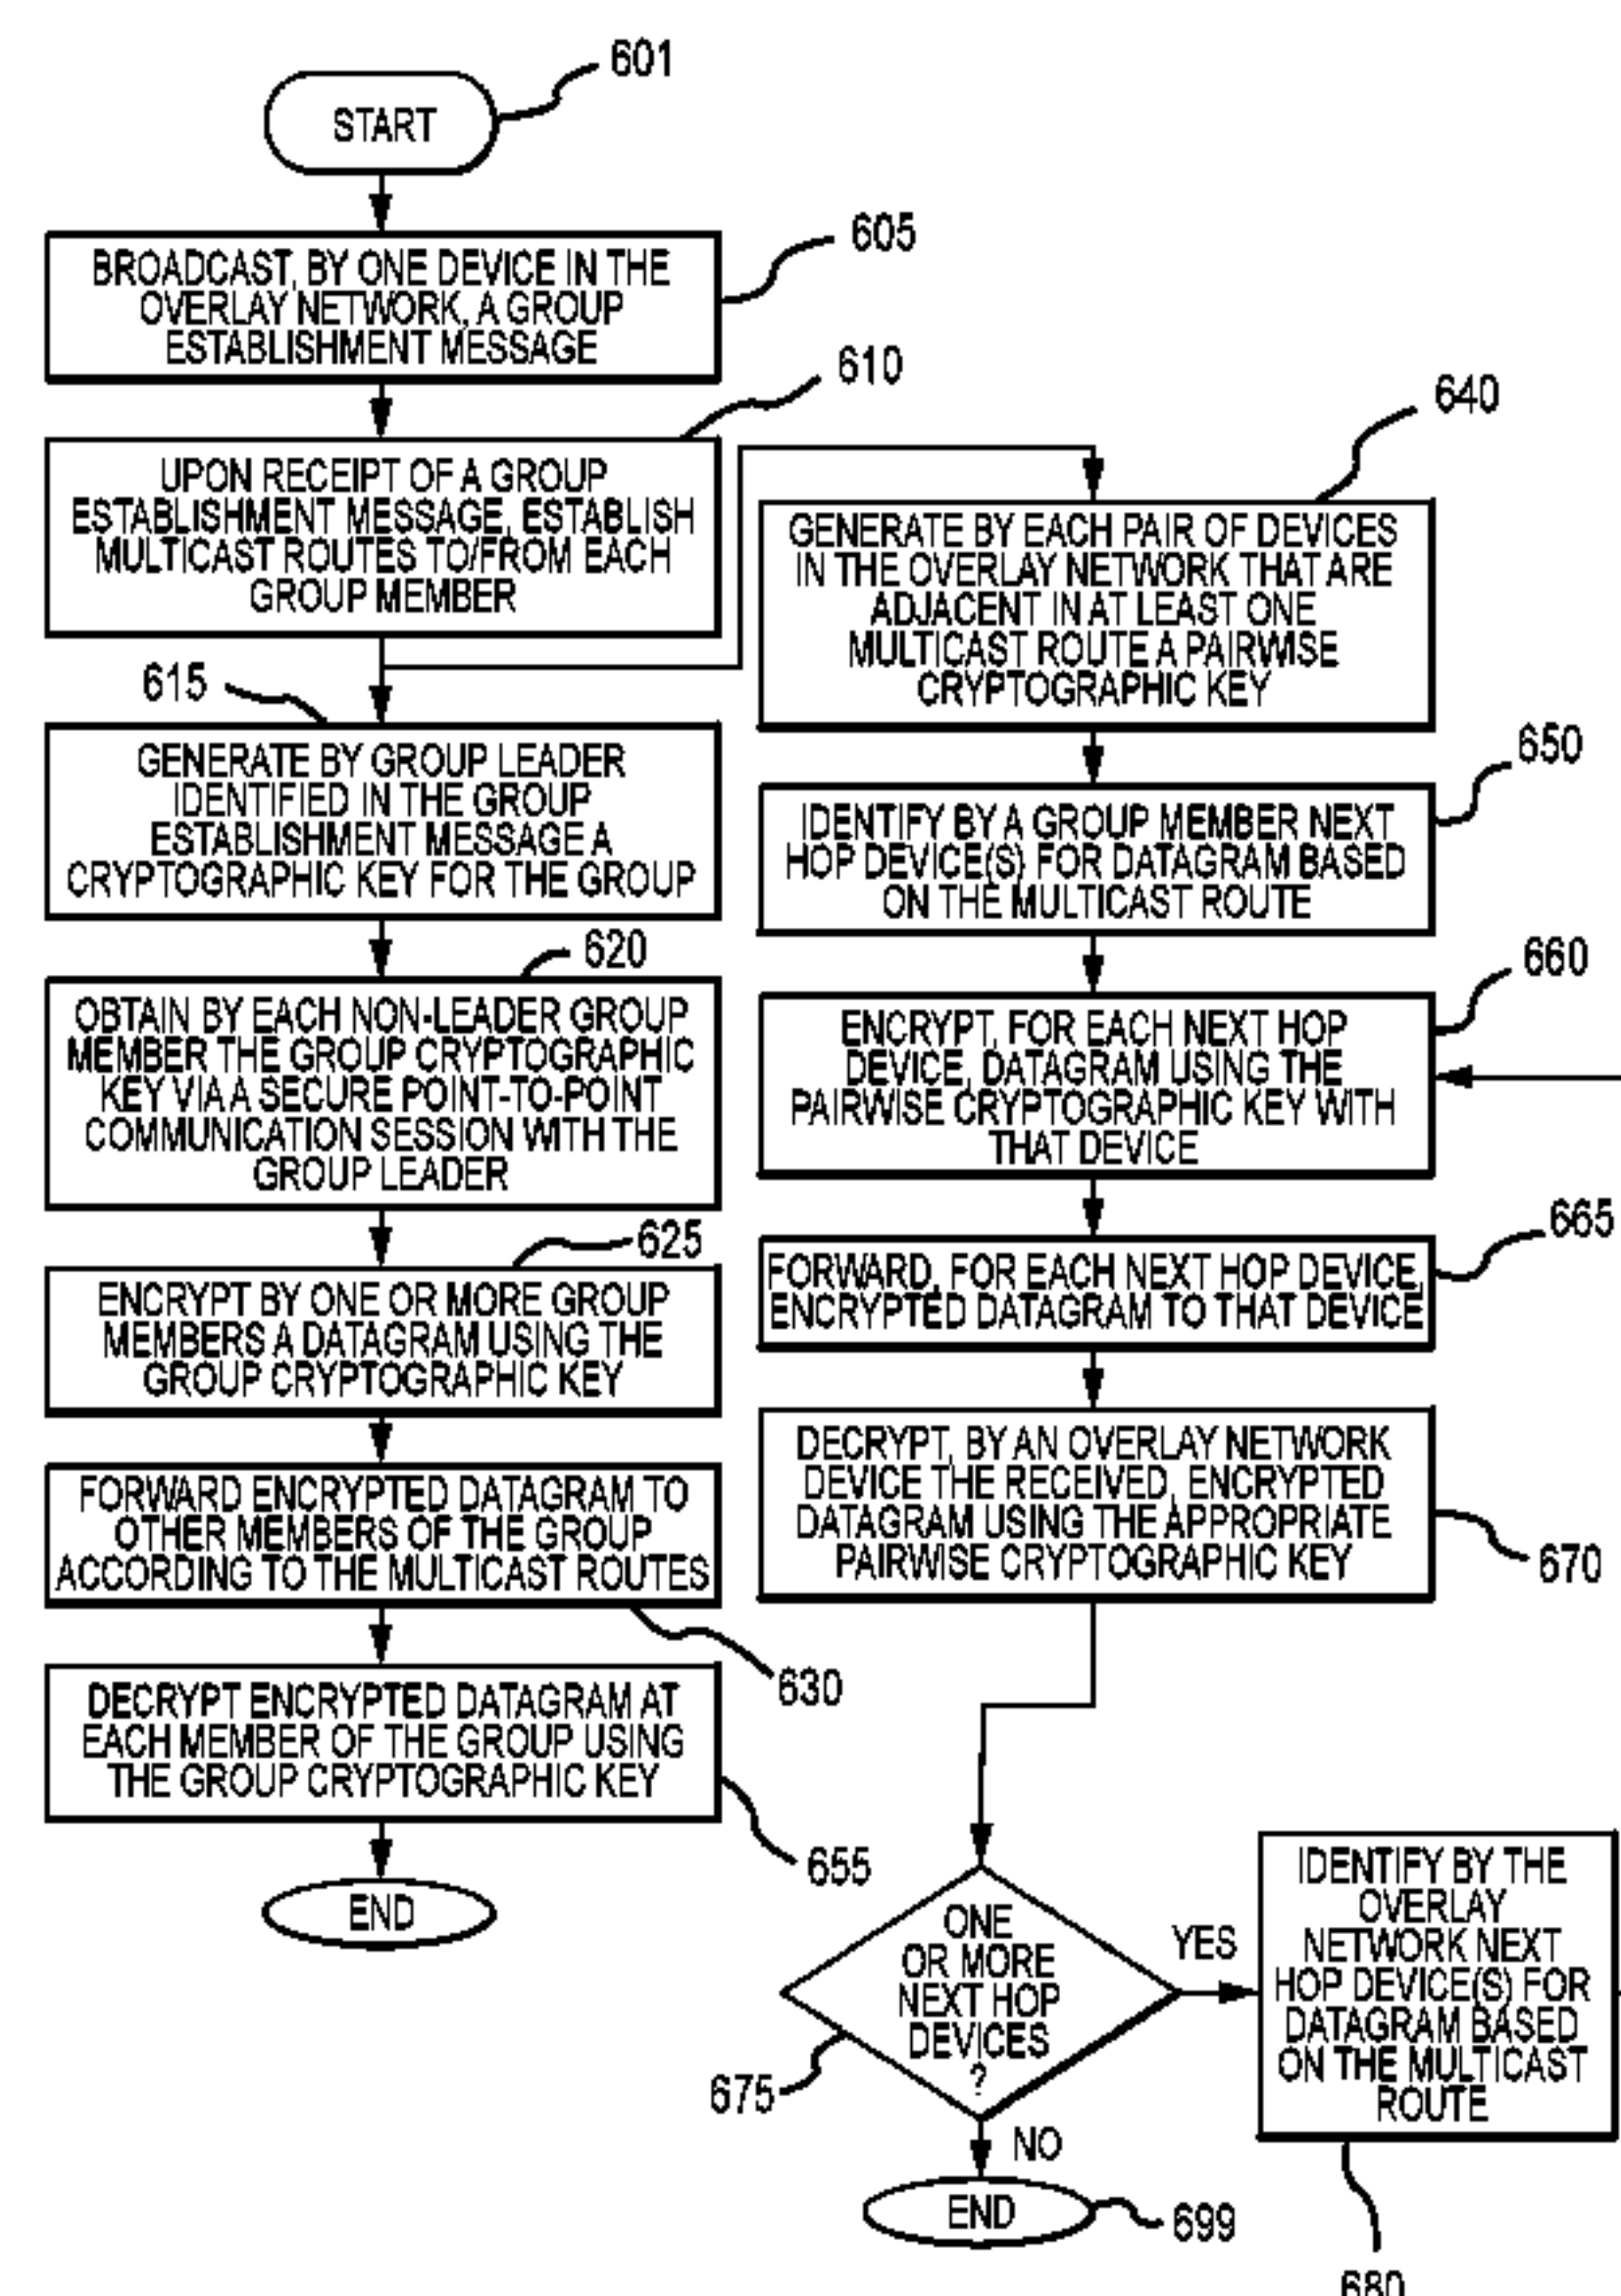 601
START
605
BROADCAST, BY ONE DEVICE IN THE
OVERLAY NETWORK, A GROUP
ESTABLISHMENT MESSAGE
610
UPON RECEIPT OF A GROUP
ESTABLISHMENT MESSAGE, ESTABLISH
MULTICAST ROUTES TO/FROM EACH
GROUP MEMBER
615
GENERATE BY GROUP LEADER
IDENTIFIED IN THE GROUP
ESTABLISHMENT MESSAGE A
CRYPTOGRAPHIC KEY FOR THE GROUP
620
OBTAIN BY EACH NON-LEADER GROUP
MEMBER THE GROUP CRYPTOGRAPHIC
KEY VIA A SECURE POINT-TO-POINT
COMMUNICATION SESSION WITH THE
GROUP LEADER
625
ENCRYPT BY ONE OR MORE GROUP
MEMBERS A DATAGRAM USING THE
GROUP CRYPTOGRAPHIC KEY
FORWARD ENCRYPTED DATAGRAM TO
OTHER MEMBERS OF THE GROUP
ACCORDING TO THE MULTICAST ROUTES
630
DECRYPT ENCRYPTED DATAGRAM AT
EACH MEMBER OF THE GROUP USING
THE GROUP CRYPTOGRAPHIC KEY
655
END
640
GENERATE BY EACH PAIR OF DEVICES
IN THE OVERLAY NETWORK THAT ARE
ADJACENT IN AT LEAST ONE
MULTICAST ROUTE A PAIRWISE
CRYPTOGRAPHIC KEY
650
IDENTIFY BY A GROUP MEMBER NEXT
HOP DEVICE(S) FOR DATAGRAM BASED
ON THE MULTICAST ROUTE
660
ENCRYPT, FOR EACH NEXT HOP
DEVICE, DATAGRAM USING THE
PAIRWISE CRYPTOGRAPHIC KEY WITH
THAT DEVICE
665
FORWARD, FOR EACH NEXT HOP DEVICE,
ENCRYPTED DATAGRAM TO THAT DEVICE
DECRYPT, BY AN OVERLAY NETWORK
DEVICE THE RECEIVED, ENCRYPTED
DATAGRAM USING THE APPROPRIATE
PAIRWISE CRYPTOGRAPHIC KEY
670
ONE
OR MORE
NEXT HOP
DEVICES
?
675
YES
IDENTIFY BY THE
OVERLAY
NETWORK NEXT
HOP DEVICE(S) FOR
DATAGRAM BASED
ON THE MULTICAST
ROUTE
680
NO
END
699